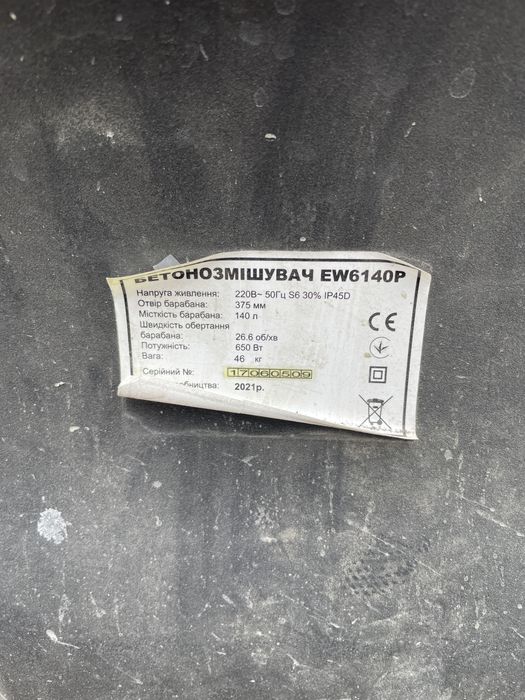 БЕТОНОЗМІШУВАЧ EW6140P
Напруга живлення: 220В~ 50Гц S6 30% IP45D
Отвір барабана: 375 мм
Місткість барабана: 140 л
Швидкість обертання
барабана: 26.6 об/хв
Потужність: 650 Вт
Вага: 46 кг
Серійний №: 17060509
2021р.
CE